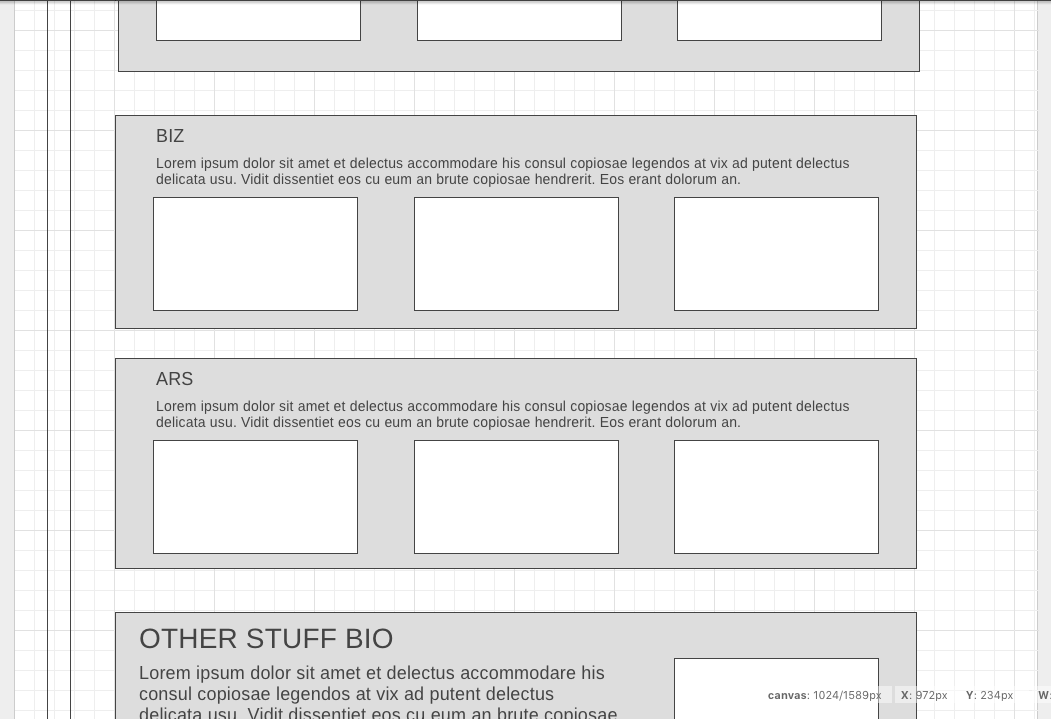 BIZ
Lorem ipsum dolor sit amet et delectus accommodare his consul copiosae legendos at vix ad putent delectus
delicata usu. Vidit dissentiet eos cu eum an brute copiosae hendrerit. Eos erant dolorum an.
ARS
Lorem ipsum dolor sit amet et delectus accommodare his consul copiosae legendos at vix ad putent delectus
delicata usu. Vidit dissentiet eos cu eum an brute copiosae hendrerit. Eos erant dolorum an.
OTHER STUFF BIO
Lorem ipsum dolor sit amet et delectus accommodare his
consul copiosae legendos at vix ad putent delectus
delicata usu. Vidit dissentiet eos cu eum an brute copiosae
canvas: 1024/1589px X: 972px Y: 234px W: